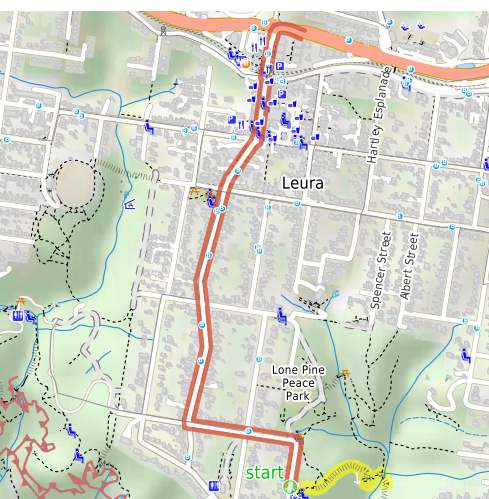 Hartley Esplanade
Leura
Spencer Street
Albert Street
Lone Pine
Peace
Park
start